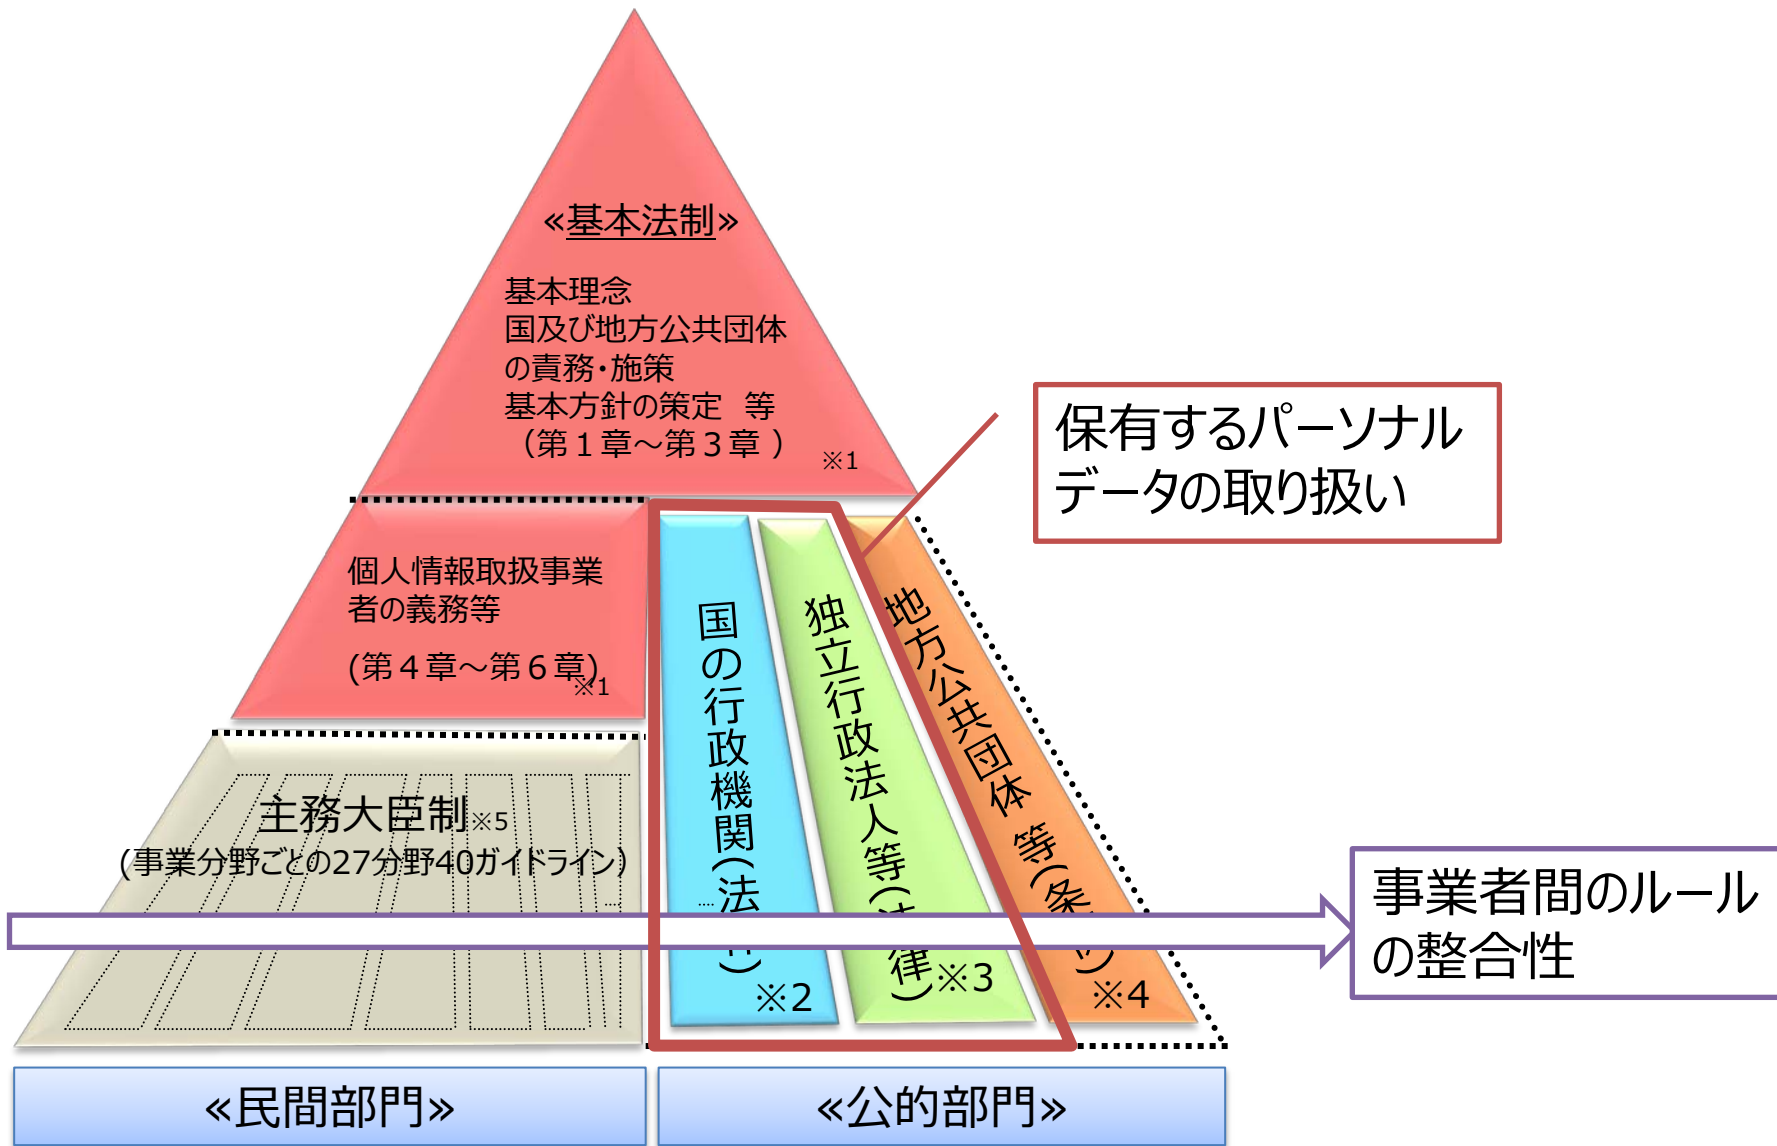 «基本法制»
基本理念
国及び地方公共団体
の責務・施策
基本方針の策定　等
（第１章～第３章 ）
※1
保有するパーソナル
データの取り扱い
個人情報取扱事業
者の義務等
(第４章～第６章)
※1
国の行政機関(法
)
※2
独立行政法人等(
律)
※3
地方公共団体 等(条
)
※4
主務大臣制※5
(事業分野ごとの27分野40ガイドライン）
事業者間のルール
の整合性
«民間部門»
«公的部門»